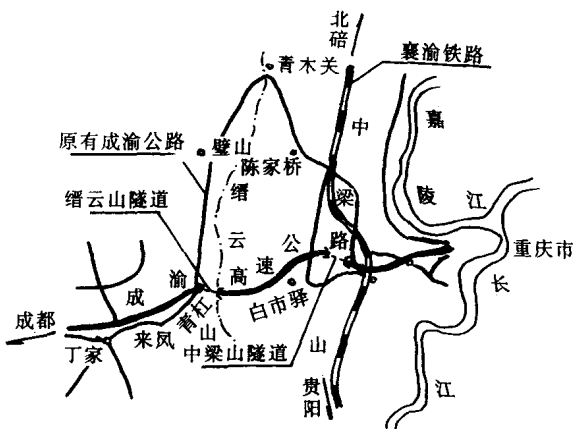 北碚
襄渝铁路
青木关
原有成渝公路
璧山
陈家桥
中梁山
嘉陵江
缙云山隧道
缙云山
重庆市
成渝高速公路
长江
青杠
白市驿
成都
丁家
来凤
中梁山隧道
贵阳